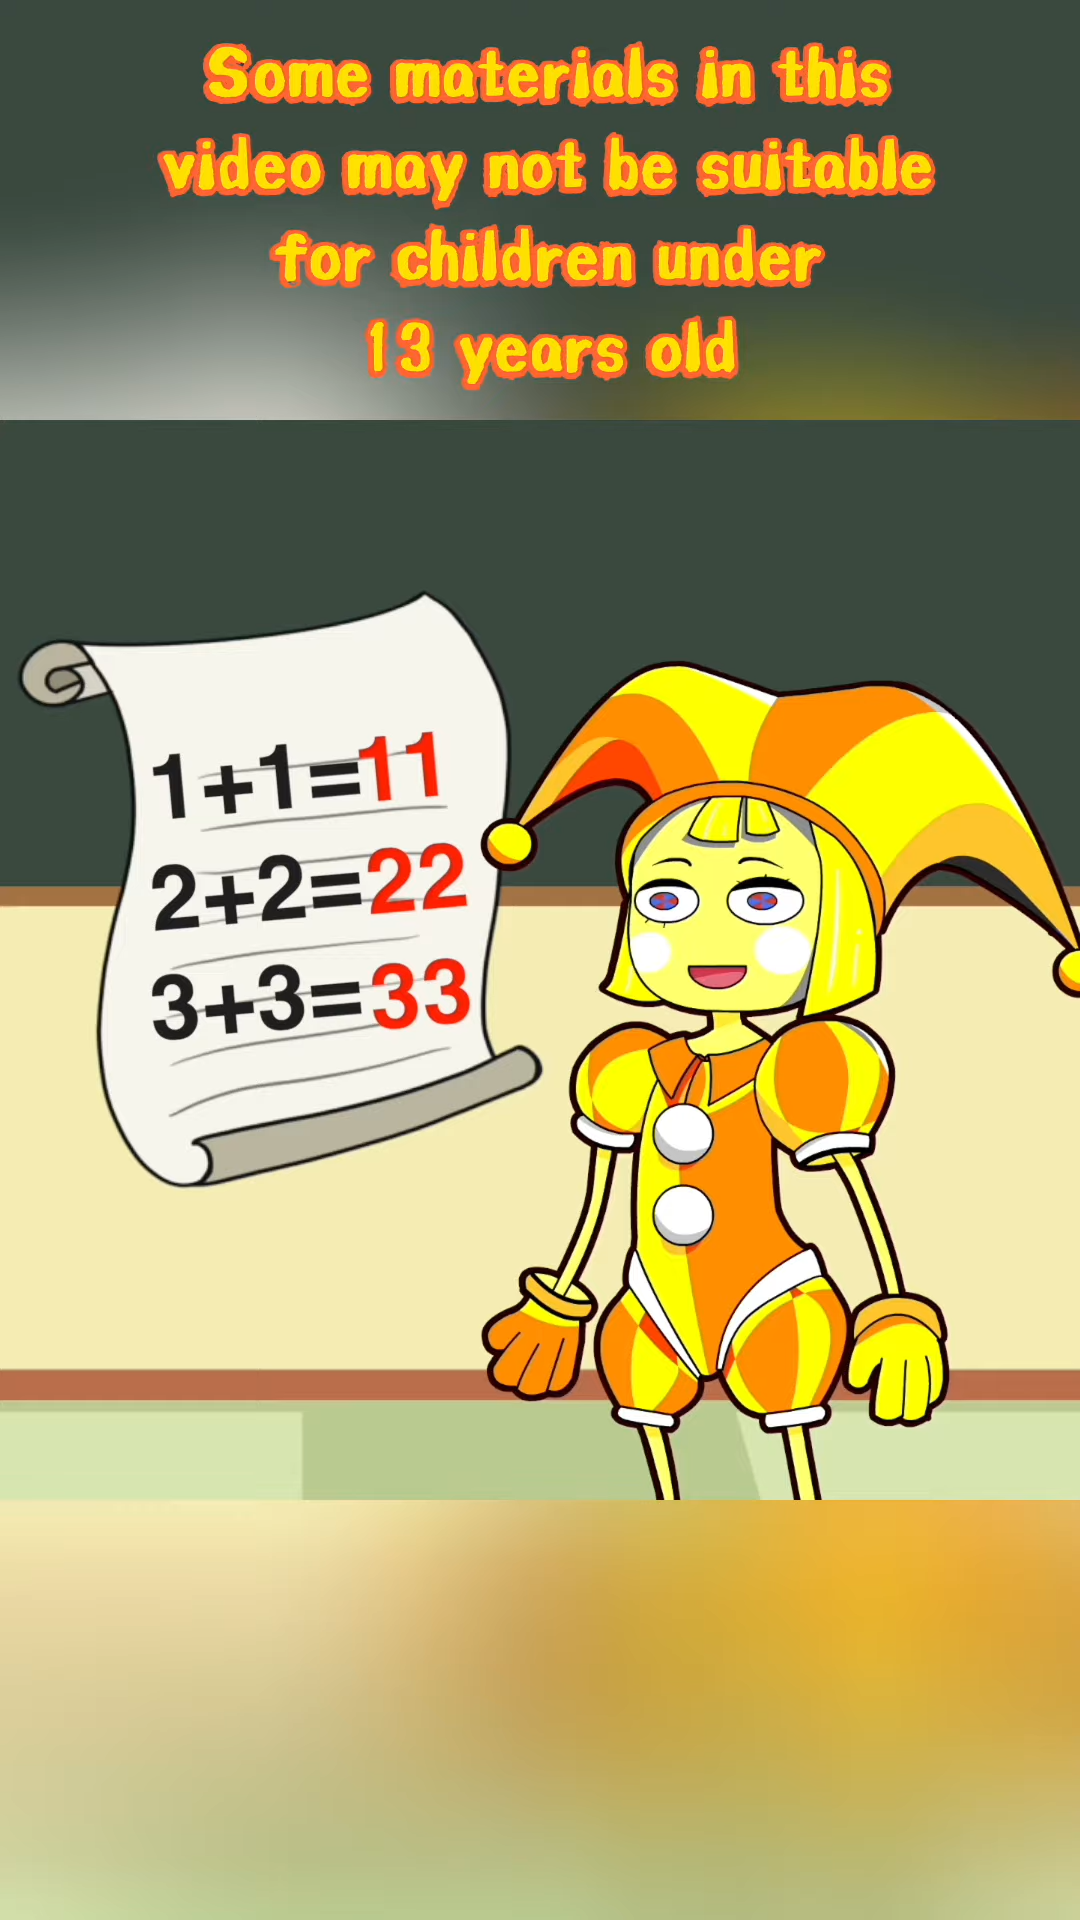 Some materials in this
video may not be suitable
for children under
13 years old
1+1=11
2+2=22
3+3=33